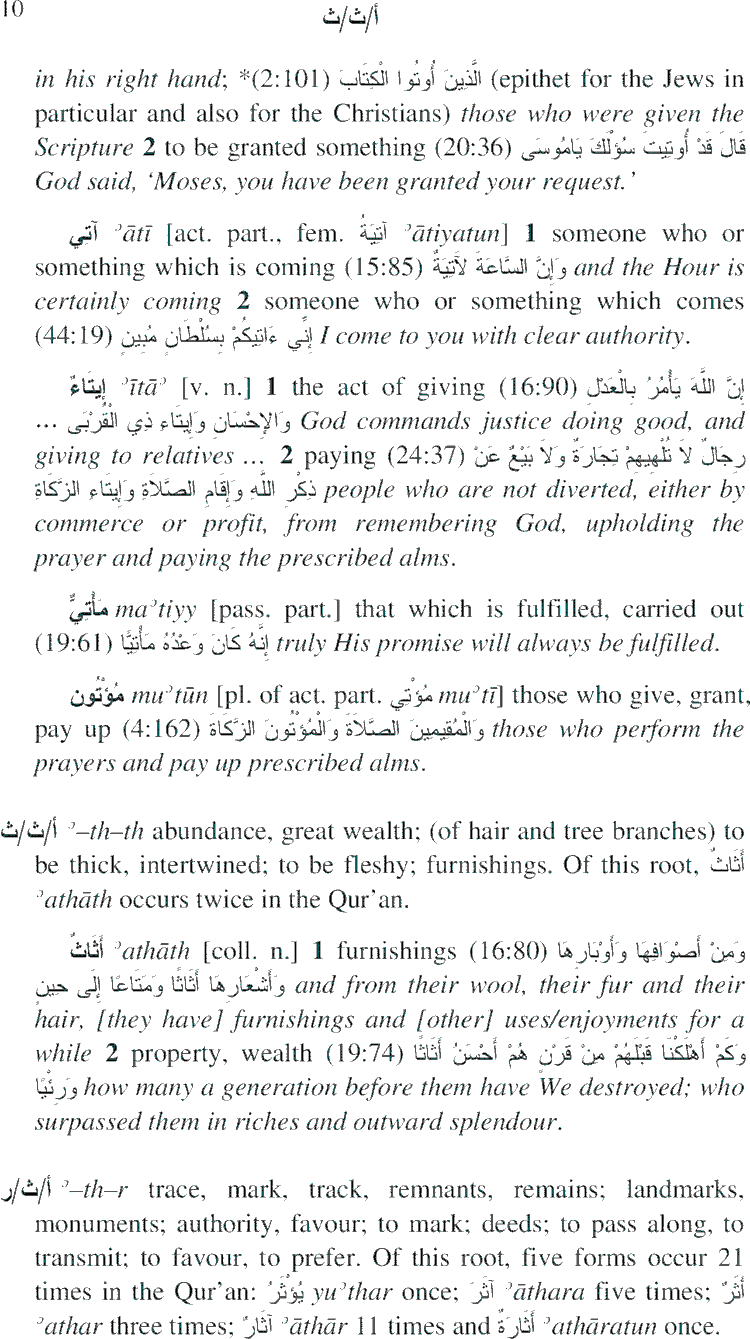 10
أ/ث/ث
in his right hand; *(2:101) الَّذِينَ أُوتُوا الْكِتَابَ (epithet for the Jews in
particular and also for the Christians) those who were given the
Scripture 2 to be granted something (20:36) قَالَ قَدْ أُوتِيتَ سُؤْلَكَ يَامُوسَى
God said, ‘Moses, you have been granted your request.’
آتِي ʾātī [act. part., fem. آتِيَةٌ ʾātiyatun] 1 someone who or
something which is coming (15:85) وَإِنَّ السَّاعَةَ لأَتِيَةٌ and the Hour is
certainly coming 2 someone who or something which comes
(44:19) إِنِّي ءَاتِيكُمْ بِسُلْطَانٍ مُبِينٍ I come to you with clear authority.
إِيتَاءٌ ʾītāʾ [v. n.] 1 the act of giving (16:90) إِنَّ اللَّهَ يَأْمُرُ بِالْعَدْلِ
وَالإِحْسَانِ وَإِيتَاءِ ذِي الْقُرْبَى ... God commands justice doing good, and
giving to relatives ... 2 paying (24:37) رِجَالٌ لاَ تُلْهِيهِمْ تِجَارَةٌ وَلاَ بَيْعٌ عَنْ
ذِكْرِ اللَّهِ وَإِقَامِ الصَّلاَةِ وَإِيتَاءِ الزَّكَاةِ people who are not diverted, either by
commerce or profit, from remembering God, upholding the
prayer and paying the prescribed alms.
مَأْتِيٌّ maʾtiyy [pass. part.] that which is fulfilled, carried out
(19:61) إِنَّهُ كَانَ وَعْدُهُ مَأْتِيًّا truly His promise will always be fulfilled.
مُؤْتُون muʾtūn [pl. of act. part. مُؤْتِي muʾtī] those who give, grant,
pay up (4:162) وَالْمُقِيمِينَ الصَّلاَةَ وَالْمُؤْتُونَ الزَّكَاةَ those who perform the
prayers and pay up prescribed alms.
أ/ث/ث ʾ–th–th abundance, great wealth; (of hair and tree branches) to
be thick, intertwined; to be fleshy; furnishings. Of this root, أَثَاثٌ
ʾathāth occurs twice in the Qur’an.
أَثَاثٌ ʾathāth [coll. n.] 1 furnishings (16:80) وَمِنْ أَصْوَافِهَا وَأَوْبَارِهَا
وَأَشْعَارِهَا أَثَاثًا وَمَتَاعًا إِلَى حِينٍ and from their wool, their fur and their
hair, [they have] furnishings and [other] uses/enjoyments for a
while 2 property, wealth (19:74) وَكَمْ أَهْلَكْنَا قَبْلَهُمْ مِنْ قَرْنٍ هُمْ أَحْسَنُ أَثَاثًا
وَرِئْيًا how many a generation before them have We destroyed; who
surpassed them in riches and outward splendour.
أ/ث/ر ʾ–th–r trace, mark, track, remnants, remains; landmarks,
monuments; authority, favour; to mark; deeds; to pass along, to
transmit; to favour, to prefer. Of this root, five forms occur 21
times in the Qur’an: يُؤْثَرُ yuʾthar once; آثَرَ ʾāthara five times; أَثَرٌ
ʾathar three times; آثَارٌ ʾāthār 11 times and أَثَارَةٌ ʾathāratun once.